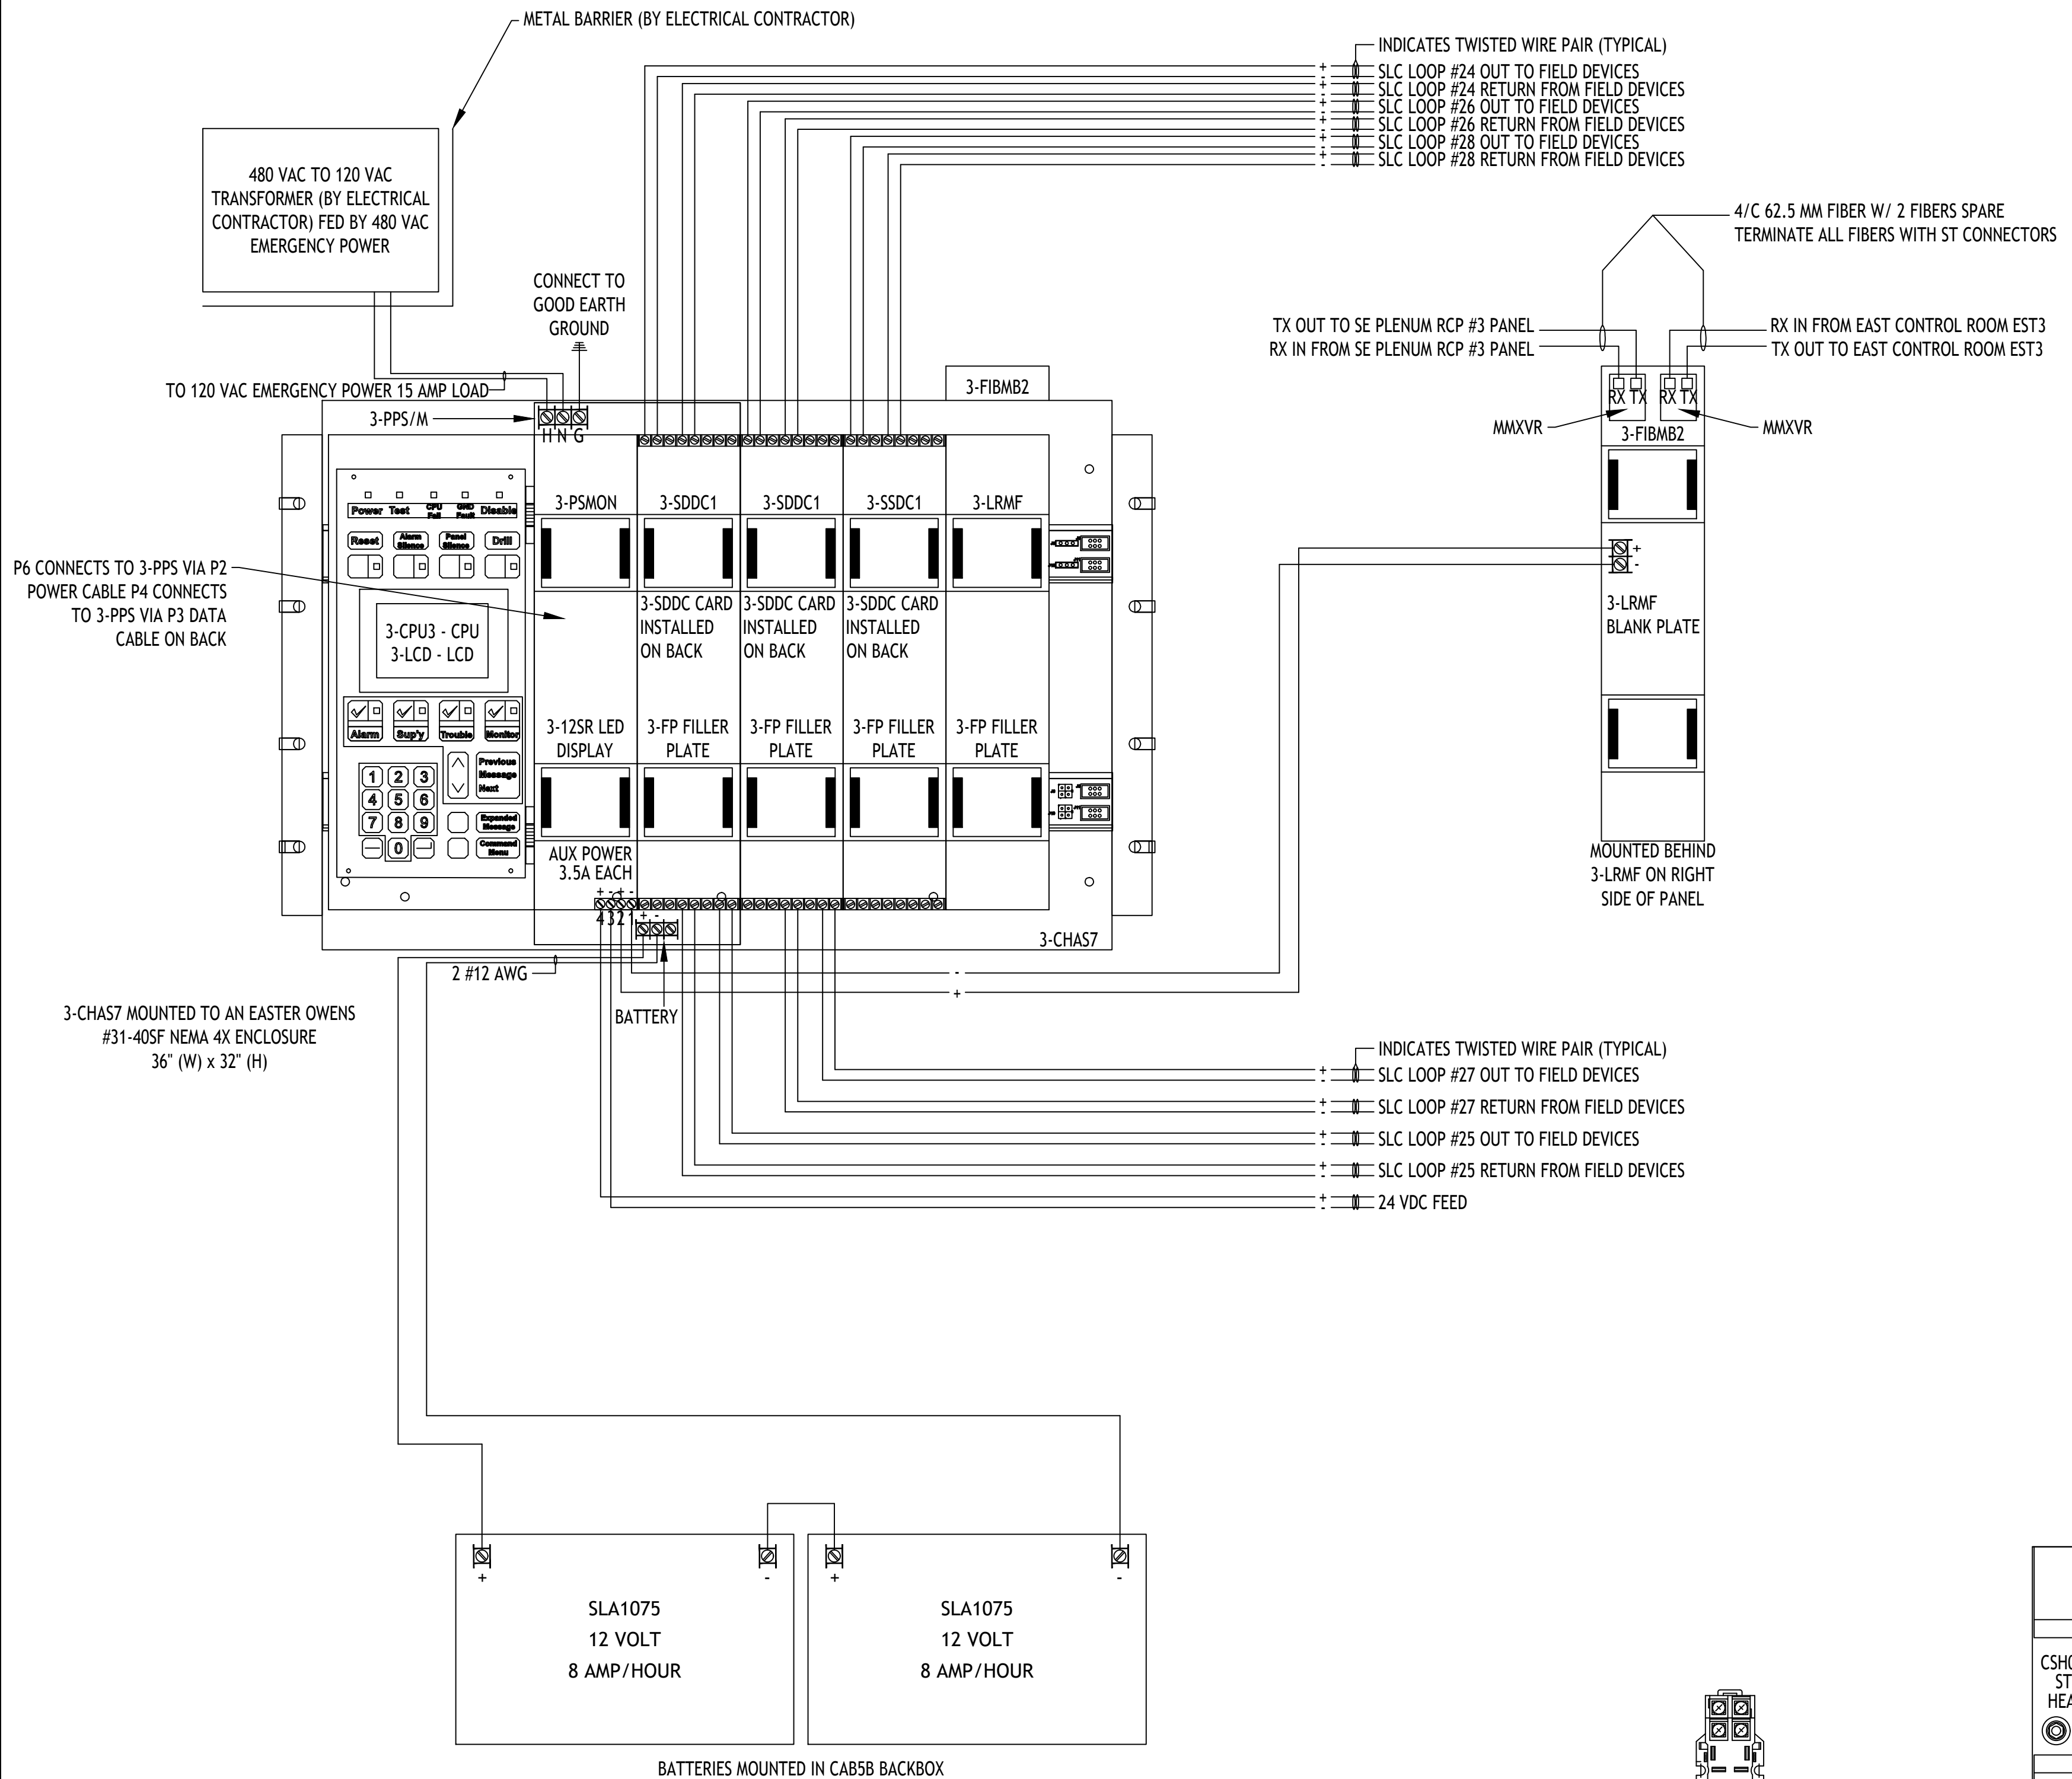 METAL BARRIER (BY ELECTRICAL CONTRACTOR)
INDICATES TWISTED WIRE PAIR (TYPICAL)
+
- SLC LOOP #24 OUT TO FIELD DEVICES
+
- SLC LOOP #24 RETURN FROM FIELD DEVICES
+
- SLC LOOP #26 OUT TO FIELD DEVICES
+
- SLC LOOP #26 RETURN FROM FIELD DEVICES
+
- SLC LOOP #28 OUT TO FIELD DEVICES
+
- SLC LOOP #28 RETURN FROM FIELD DEVICES
480 VAC TO 120 VAC
TRANSFORMER (BY ELECTRICAL
CONTRACTOR) FED BY 480 VAC
EMERGENCY POWER
4/C 62.5 MM FIBER W/ 2 FIBERS SPARE
TERMINATE ALL FIBERS WITH ST CONNECTORS
CONNECT TO
GOOD EARTH
GROUND
TX OUT TO SE PLENUM RCP #3 PANEL
RX IN FROM SE PLENUM RCP #3 PANEL
RX IN FROM EAST CONTROL ROOM EST3
TX OUT TO EAST CONTROL ROOM EST3
TO 120 VAC EMERGENCY POWER 15 AMP LOAD
3-PPS/M
H N G
3-FIBMB2
RX TX RX TX
MMXVR
MMXVR
3-FIBMB2
Power Test CPU Fail GND Fault Disable
Reset Alarm Silence Panel Silence Drill
3-PSMON
3-SDDC1
3-SDDC1
3-SSDC1
3-LRMF
P6 CONNECTS TO 3-PPS VIA P2
POWER CABLE P4 CONNECTS
TO 3-PPS VIA P3 DATA
CABLE ON BACK
3-CPU3 - CPU
3-LCD - LCD
3-SDDC CARD
INSTALLED
ON BACK
3-SDDC CARD
INSTALLED
ON BACK
3-SDDC CARD
INSTALLED
ON BACK
+
-
3-LRMF
BLANK PLATE
Alarm Sup'y Trouble Monitor
3-12SR LED
DISPLAY
3-FP FILLER
PLATE
3-FP FILLER
PLATE
3-FP FILLER
PLATE
3-FP FILLER
PLATE
Previous
Message
Next
1 2 3
4 5 6
7 8 9
0
Expanded
Message
Command
Menu
AUX POWER
3.5A EACH
+ - + -
4321
+ -
3-CHAS7
MOUNTED BEHIND
3-LRMF ON RIGHT
SIDE OF PANEL
2 #12 AWG
-
+
BATTERY
3-CHAS7 MOUNTED TO AN EASTER OWENS
#31-40SF NEMA 4X ENCLOSURE
36" (W) x 32" (H)
INDICATES TWISTED WIRE PAIR (TYPICAL)
+
- SLC LOOP #27 OUT TO FIELD DEVICES
+
- SLC LOOP #27 RETURN FROM FIELD DEVICES
+
- SLC LOOP #25 OUT TO FIELD DEVICES
+
- SLC LOOP #25 RETURN FROM FIELD DEVICES
+
- 24 VDC FEED
+ -
SLA1075
12 VOLT
8 AMP/HOUR
+ -
SLA1075
12 VOLT
8 AMP/HOUR
BATTERIES MOUNTED IN CAB5B BACKBOX